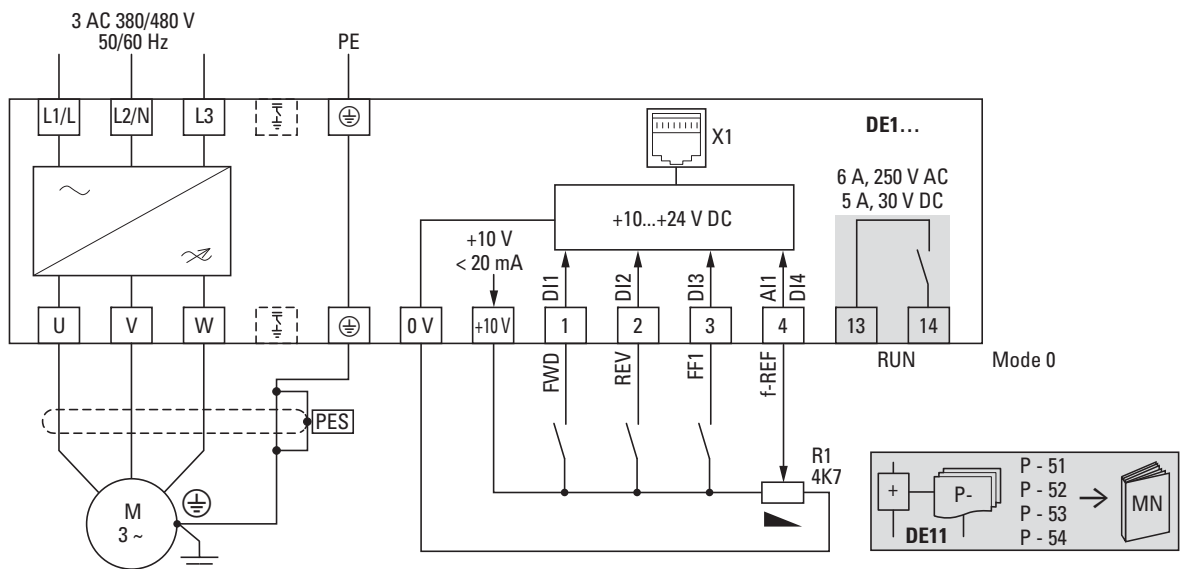 3 AC 380/480 V
50/60 Hz
PE
L1/L
L2/N
L3
X1
DE1...
6 A, 250 V AC
5 A, 30 V DC
+10...+24 V DC
+10 V
< 20 mA
DI1
DI2
DI3
AI1
DI4
U
V
W
0 V
+10 V
1
2
3
4
13
14
FWD
REV
FF1
f-REF
RUN
Mode 0
PES
R1
4K7
M
3 ~
+
P-
DE11
P - 51
P - 52
P - 53
P - 54
MN